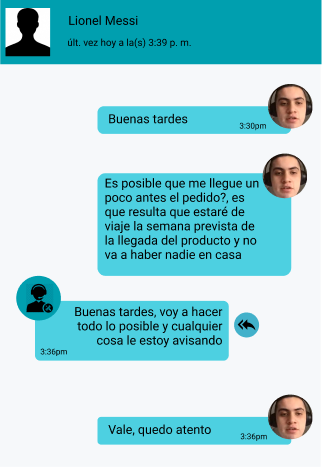 Lionel Messi
últ. vez hoy a la(s) 3:39 p. m.
Buenas tardes
3:30pm
Es posible que me llegue un
poco antes el pedido?, es
que resulta que estaré de
viaje la semana prevista de
la llegada del producto y no
va a haber nadie en casa
Buenas tardes, voy a hacer
todo lo posible y cualquier
cosa le estoy avisando
3:36pm
Vale, quedo atento
3:36pm